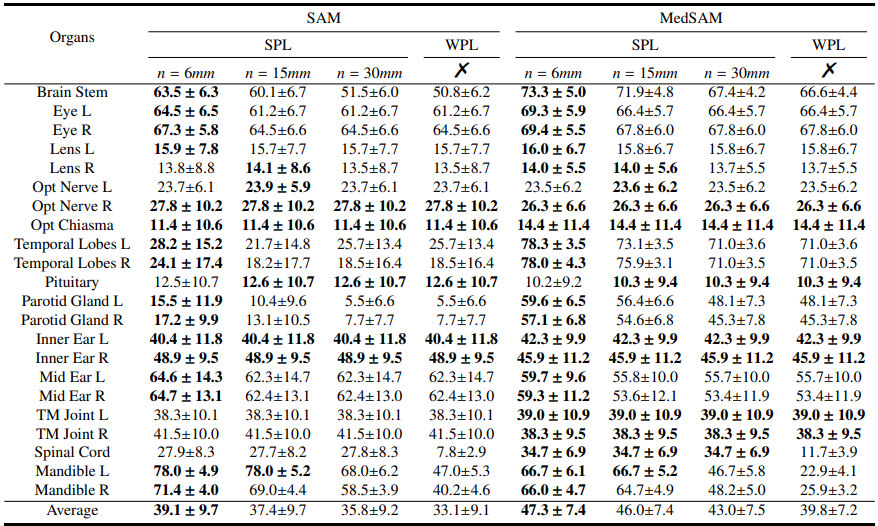 Organs SAM MedSAM
SPL WPL SPL WPL
n = 6mm n = 15mm n = 30mm ✗ n = 6mm n = 15mm n = 30mm ✗
Brain Stem 63.5 ± 6.3 60.1±6.7 51.5±6.0 50.8±6.2 73.3 ± 5.0 71.9±4.8 67.4±4.2 66.6±4.4
Eye L 64.5 ± 6.5 61.2±6.7 61.2±6.7 61.2±6.7 69.3 ± 5.9 66.4±5.7 66.4±5.7 66.4±5.7
Eye R 67.3 ± 5.8 64.5±6.6 64.5±6.6 64.5±6.6 69.4 ± 5.5 67.8±6.0 67.8±6.0 67.8±6.0
Lens L 15.9 ± 7.8 15.7±7.7 15.7±7.7 15.7±7.7 16.0 ± 6.7 15.8±6.7 15.8±6.7 15.8±6.7
Lens R 13.8±8.8 14.1 ± 8.6 13.5±8.7 13.5±8.7 14.0 ± 5.5 14.0 ± 5.6 13.7±5.5 13.7±5.5
Opt Nerve L 23.7±6.1 23.9 ± 5.9 23.7±6.1 23.7±6.1 23.5±6.2 23.6 ± 6.2 23.5±6.2 23.5±6.2
Opt Nerve R 27.8 ± 10.2 27.8 ± 10.2 27.8 ± 10.2 27.8 ± 10.2 26.3 ± 6.6 26.3 ± 6.6 26.3 ± 6.6 26.3 ± 6.6
Opt Chiasma 11.4 ± 10.6 11.4 ± 10.6 11.4 ± 10.6 11.4 ± 10.6 14.4 ± 11.4 14.4 ± 11.4 14.4 ± 11.4 14.4 ± 11.4
Temporal Lobes L 28.2 ± 15.2 21.7±14.8 25.7±13.4 25.7±13.4 78.3 ± 3.5 73.1±3.5 71.0±3.6 71.0±3.6
Temporal Lobes R 24.1 ± 17.4 18.2±17.7 18.5±16.4 18.5±16.4 78.0 ± 4.3 75.9±3.1 71.0±3.5 71.0±3.5
Pituitary 12.5±10.7 12.6 ± 10.7 12.6 ± 10.7 12.6 ± 10.7 10.2±9.2 10.3 ± 9.4 10.3 ± 9.4 10.3 ± 9.4
Parotid Gland L 15.5 ± 11.9 10.4±9.6 5.5±6.6 5.5±6.6 59.6 ± 6.5 56.4±6.6 48.1±7.3 48.1±7.3
Parotid Gland R 17.2 ± 9.9 13.1±10.5 7.7±7.7 7.7±7.7 57.1 ± 6.8 54.6±6.8 45.3±7.8 45.3±7.8
Inner Ear L 40.4 ± 11.8 40.4 ± 11.8 40.4 ± 11.8 40.4 ± 11.8 42.3 ± 9.9 42.3 ± 9.9 42.3 ± 9.9 42.3 ± 9.9
Inner Ear R 48.9 ± 9.5 48.9 ± 9.5 48.9 ± 9.5 48.9 ± 9.5 45.9 ± 11.2 45.9 ± 11.2 45.9 ± 11.2 45.9 ± 11.2
Mid Ear L 64.6 ± 14.3 62.3±14.7 62.3±14.7 62.3±14.7 59.7 ± 9.6 55.8±10.0 55.7±10.0 55.7±10.0
Mid Ear R 64.7 ± 13.1 62.4±13.1 62.4±13.0 62.4±13.0 59.3 ± 11.2 53.6±12.1 53.4±11.9 53.4±11.9
TM Joint L 38.3±10.1 38.3±10.1 38.3±10.1 38.3±10.1 39.0 ± 10.9 39.0 ± 10.9 39.0 ± 10.9 39.0 ± 10.9
TM Joint R 41.5±10.0 41.5±10.0 41.5±10.0 41.5±10.0 38.3 ± 9.5 38.3 ± 9.5 38.3 ± 9.5 38.3 ± 9.5
Spinal Cord 27.9±8.3 27.7±8.2 27.8±8.3 7.8±2.9 34.7 ± 6.9 34.7 ± 6.9 34.7 ± 6.9 11.7±3.9
Mandible L 78.0 ± 4.9 78.0 ± 5.2 68.0±6.2 47.0±5.3 66.7 ± 6.1 66.7 ± 5.2 46.7±5.8 22.9±4.1
Mandible R 71.4 ± 4.0 69.0±4.4 58.5±3.9 40.2±4.6 66.0 ± 4.7 64.7±4.9 48.2±5.0 25.9±3.2
Average 39.1 ± 9.7 37.4±9.7 35.8±9.2 33.1±9.1 47.3 ± 7.4 46.0±7.4 43.0±7.5 39.8±7.2